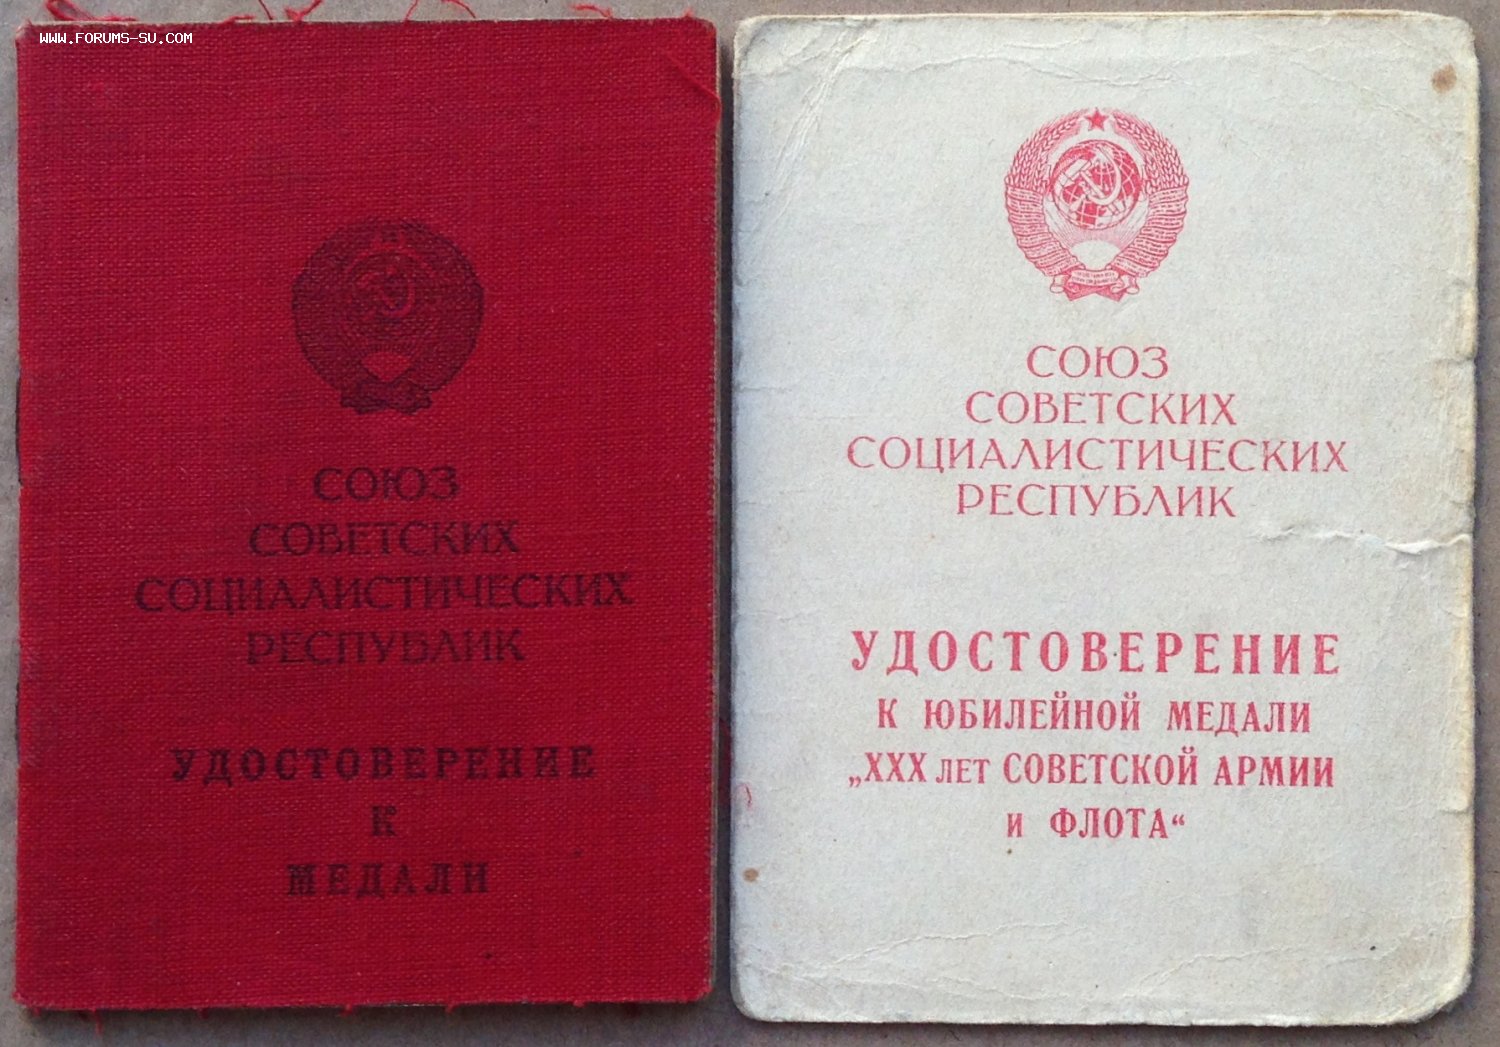 WWW.FORUMS-SU.COM
СОЮЗ
СОВЕТСКИХ
СОЦИАЛИСТИЧЕСКИХ
РЕСПУБЛИК
УДОСТОВЕРЕНИЕ
К
МЕДАЛИ
СОЮЗ
СОВЕТСКИХ
СОЦИАЛИСТИЧЕСКИХ
РЕСПУБЛИК
УДОСТОВЕРЕНИЕ
К ЮБИЛЕЙНОЙ МЕДАЛИ
„XXX ЛЕТ СОВЕТСКОЙ АРМИИ
И ФЛОТА“